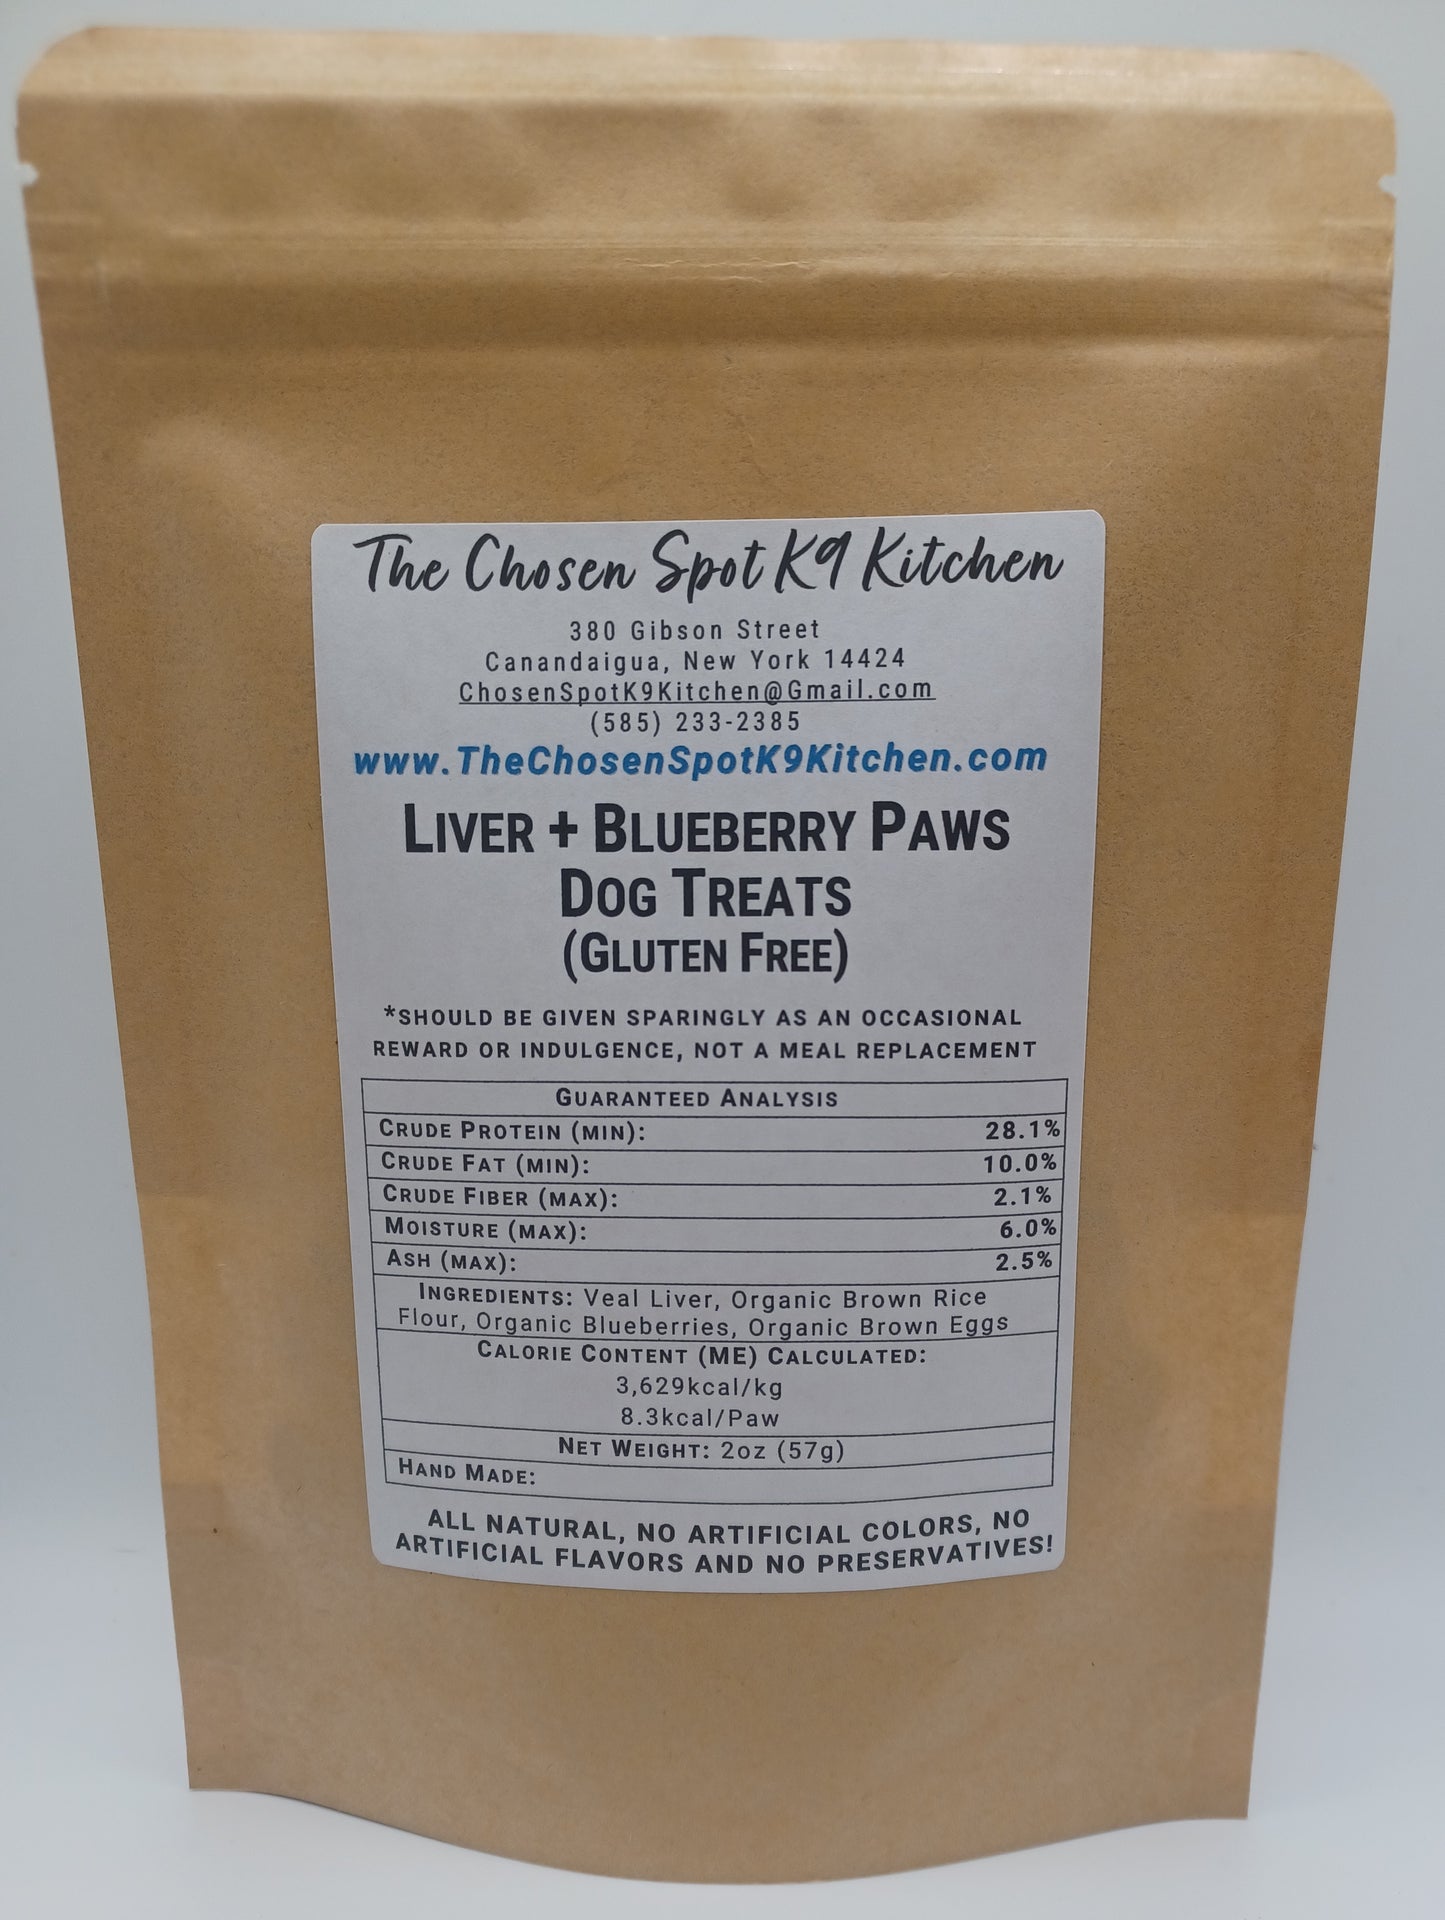 The Chosen Spot K9 Kitchen
380 Gibson Street
Canandaigua, New York 14424
ChosenSpotK9Kitchen@Gmail.com
(585) 233-2385
www.TheChosenSpotK9Kitchen.com
LIVER + BLUEBERRY PAWS
DOG TREATS
(GLUTEN FREE)
*SHOULD BE GIVEN SPARINGLY AS AN OCCASIONAL
REWARD OR INDULGENCE, NOT A MEAL REPLACEMENT
GUARANTEED ANALYSIS
CRUDE PROTEIN (MIN): 28.1%
CRUDE FAT (MIN): 10.0%
CRUDE FIBER (MAX): 2.1%
MOISTURE (MAX): 6.0%
ASH (MAX): 2.5%
INGREDIENTS: Veal Liver, Organic Brown Rice
Flour, Organic Blueberries, Organic Brown Eggs
CALORIE CONTENT (ME) CALCULATED:
3,629kcal/kg
8.3kcal/Paw
NET WEIGHT: 2oz (57g)
HAND MADE:
ALL NATURAL, NO ARTIFICIAL COLORS, NO
ARTIFICIAL FLAVORS AND NO PRESERVATIVES!